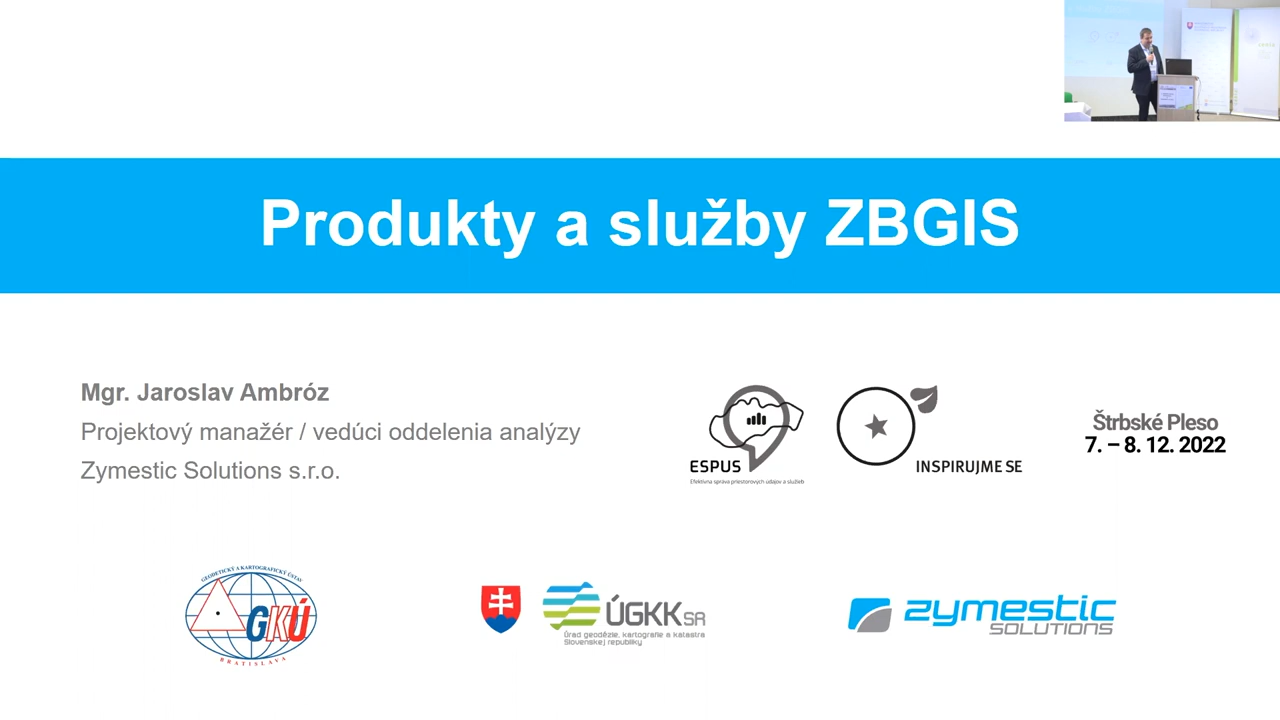 Produkty a služby ZBGIS
Mgr. Jaroslav Ambróz
Projektový manažér / vedúci oddelenia analýzy
Zymestic Solutions s.r.o.
ESPUS
Efektívna správa priestorových údajov a služieb
INSPIRUJME SE
Štrbské Pleso
7. – 8. 12. 2022
GEODETICKÝ A KARTOGRAFICKÝ ÚSTAV
GKÚ
BRATISLAVA
ÚGKK SR
Úrad geodézie, kartografie a katastra
Slovenskej republiky
zymestic
SOLUTIONS